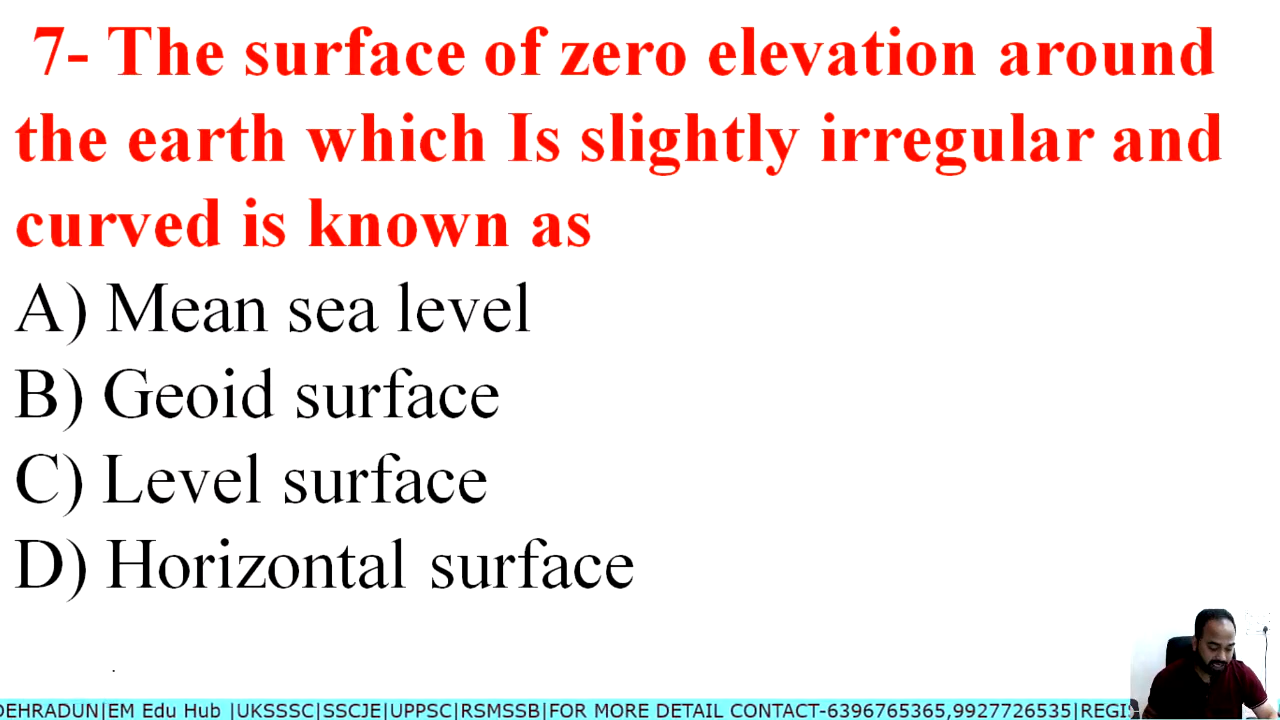 7- The surface of zero elevation around
the earth which Is slightly irregular and
curved is known as
A) Mean sea level
B) Geoid surface
C) Level surface
D) Horizontal surface
DEHRADUN|EM Edu Hub |UKSSSC|SSCJE|UPPSC|RSMSSB|FOR MORE DETAIL CONTACT-6396765365,9927726535|REGI